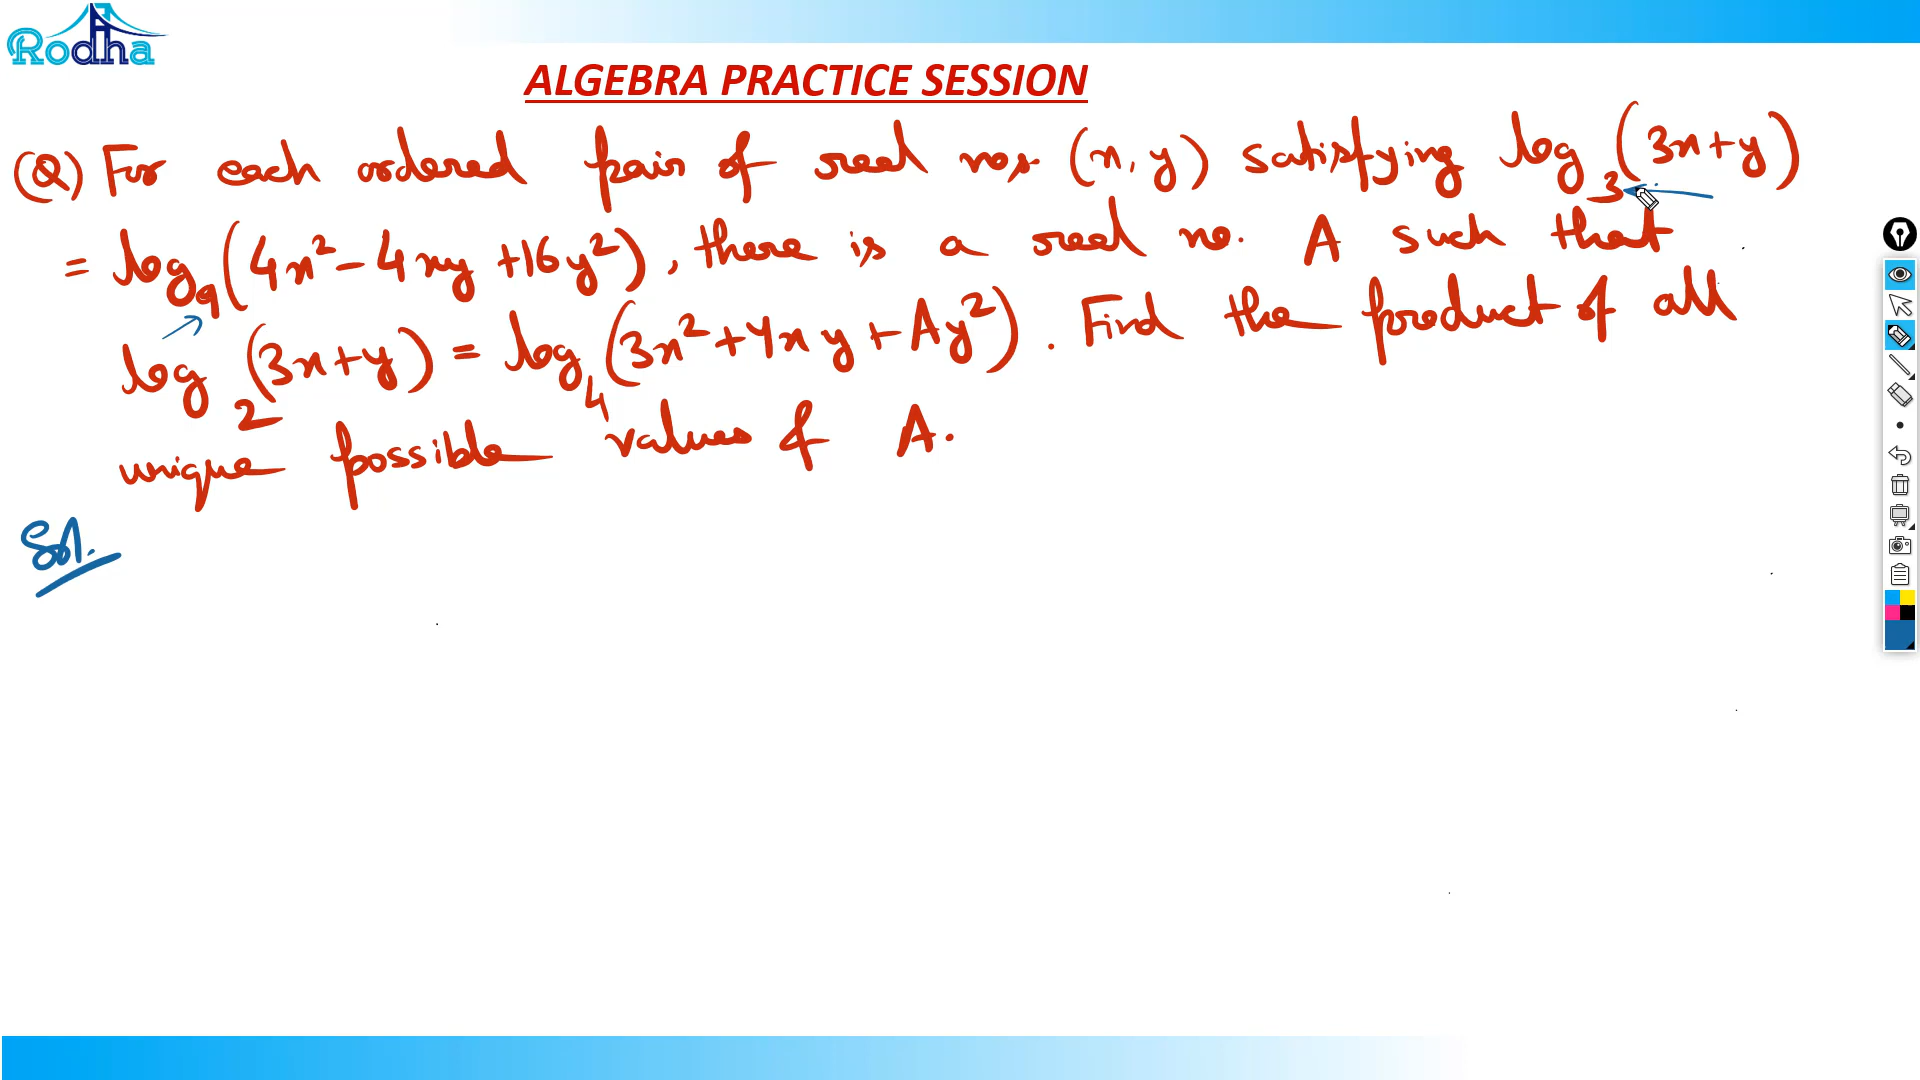 Rodha
ALGEBRA PRACTICE SESSION
(Q) For each ordered pair of real nos. (x, y) satisfying log₃(3x+y)
= log₉(4x² - 4xy + 16y²), there is a real no. A such that
log₂(3x+y) = log₄(3x² + 4xy + Ay²). Find the product of all
unique possible values of A.
Sol.